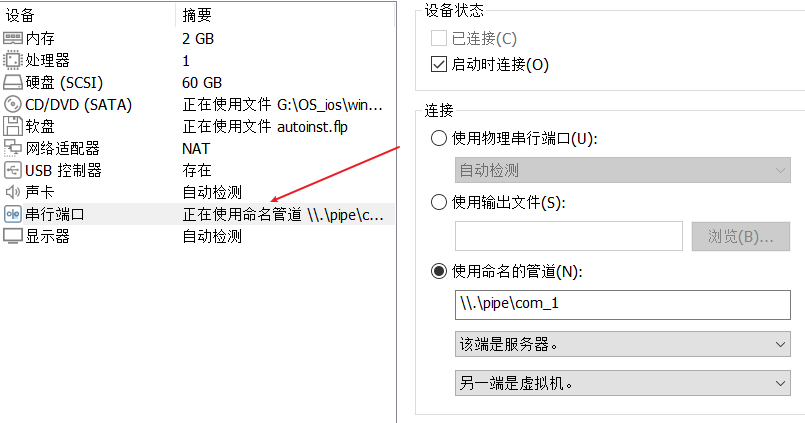 设备 摘要
内存 2 GB
处理器 1
硬盘 (SCSI) 60 GB
CD/DVD (SATA) 正在使用文件 G:\OS_ios\win...
软盘 正在使用文件 autoinst.flp
网络适配器 NAT
USB 控制器 存在
声卡 自动检测
串行端口 正在使用命名管道 \\.\pipe\c...
显示器 自动检测
设备状态
已连接(C)
启动时连接(O)
连接
使用物理串行端口(U):
自动检测
使用输出文件(S):
浏览(B)...
使用命名的管道(N):
\\.\pipe\com_1
该端是服务器。
另一端是虚拟机。